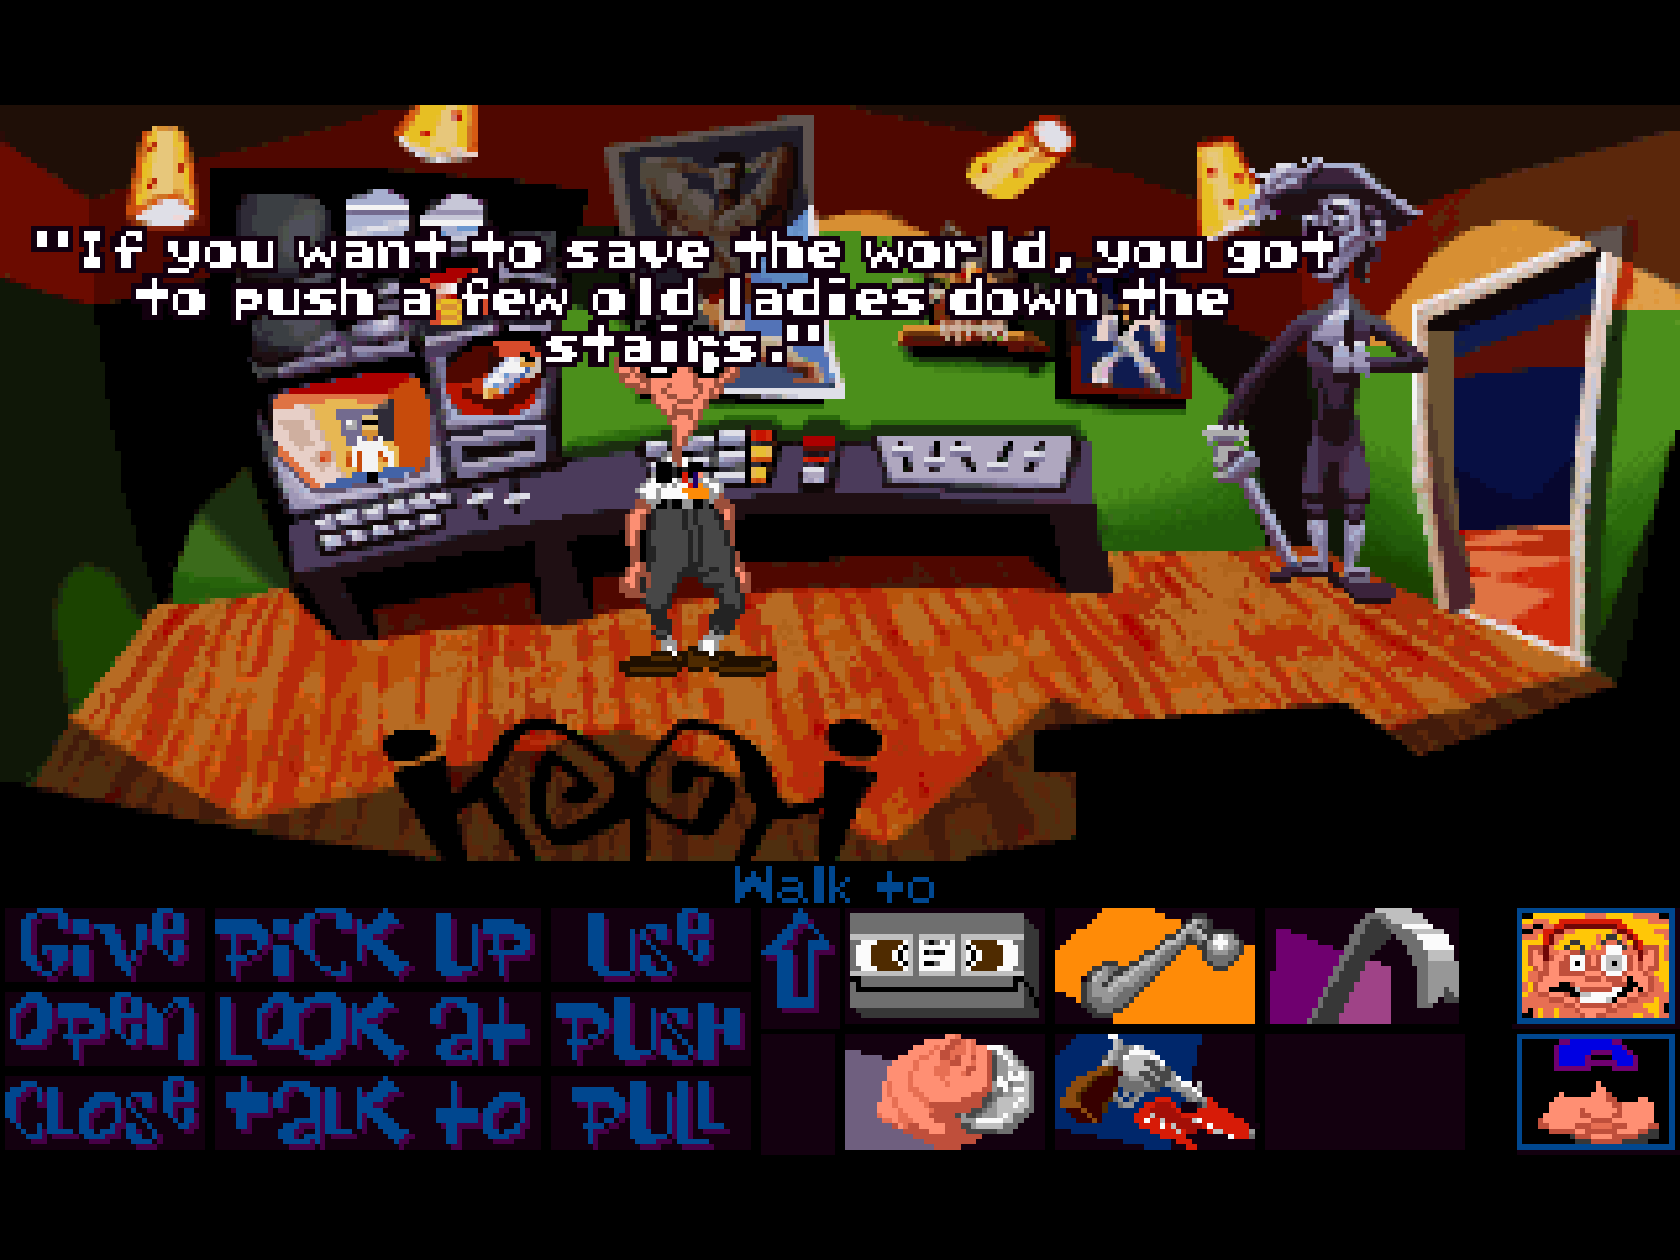 "If you want to save the world, you got
to push a few old ladies down the
stairs."
Walk to
Give Pick up Use
Open Look at Push
Close Talk to Pull